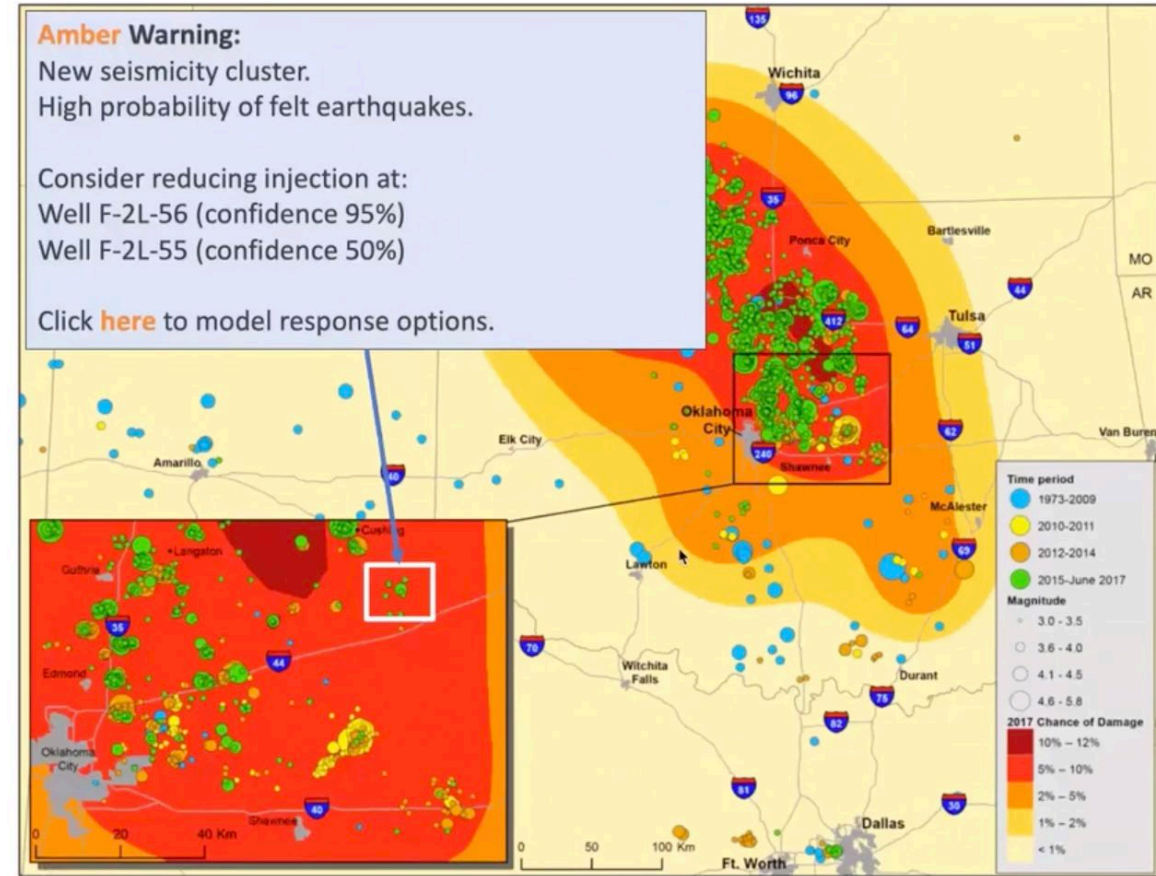 Amber Warning:
New seismicity cluster.
High probability of felt earthquakes.
Consider reducing injection at:
Well F-2L-56 (confidence 95%)
Well F-2L-55 (confidence 50%)
Click here to model response options.
135
Wichita
96
35
Ponca City
Bartlesville
MO
AR
44
412
64
Tulsa
51
Oklahoma
City
240
Shawnee
62
Van Buren
Elk City
Amarillo
40
McAlester
69
Lawton
70
Witchita
Falls
Durant
75
82
81
30
Dallas
Ft. Worth
0 50 100 Km
Cushing
Langston
Guthrie
35
44
Edmond
Oklahoma
City
40
Shawnee
0 20 40 Km
Time period
1973-2009
2010-2011
2012-2014
2015-June 2017
Magnitude
3.0 - 3.5
3.6 - 4.0
4.1 - 4.5
4.6 - 5.8
2017 Chance of Damage
10% – 12%
5% – 10%
2% – 5%
1% – 2%
< 1%